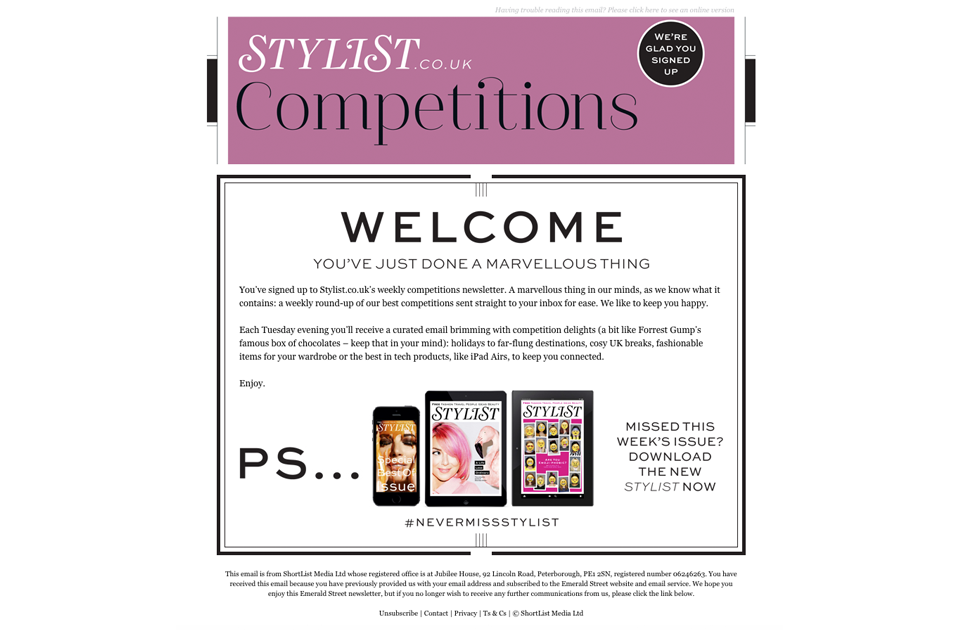 Having trouble reading this email? Please click here to see an online version
STYLIST.CO.UK
WE'RE
GLAD YOU
SIGNED
UP
Competitions
WELCOME
YOU'VE JUST DONE A MARVELLOUS THING
You've signed up to Stylist.co.uk's weekly competitions newsletter. A marvellous thing in our minds, as we know what it
contains: a weekly round-up of our best competitions sent straight to your inbox for ease. We like to keep you happy.
Each Tuesday evening you'll receive a curated email brimming with competition delights (a bit like Forrest Gump's
famous box of chocolates – keep that in your mind): holidays to far-flung destinations, cosy UK breaks, fashionable
items for your wardrobe or the best in tech products, like iPad Airs, to keep you connected.
Enjoy.
PS...
STYLIST
Special
Best Of
Issue
STYLIST
STYLIST
MISSED THIS
WEEK'S ISSUE?
DOWNLOAD
THE NEW
STYLIST NOW
#NEVERMISSSTYLIST
This email is from ShortList Media Ltd whose registered office is at Jubilee House, 92 Lincoln Road, Peterborough, PE1 2SN, registered number 06246263. You have
received this email because you have previously provided us with your email address and subscribed to the Emerald Street website and email service. We hope you
enjoy this Emerald Street newsletter, but if you no longer wish to receive any further communications from us, please click the link below.
Unsubscribe | Contact | Privacy | Ts & Cs | © ShortList Media Ltd